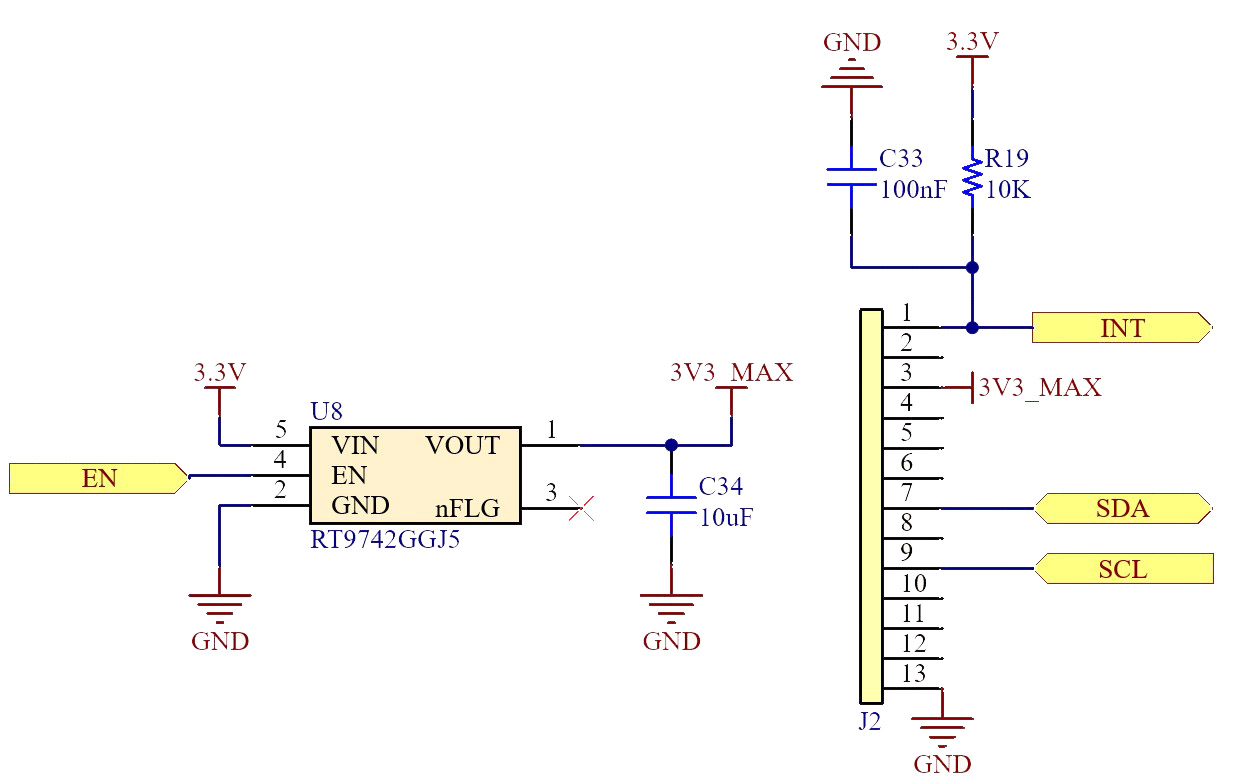 GND
3.3V
C33
100nF
R19
10K
1
INT
2
3
3V3_MAX
4
5
6
7
SDA
8
9
SCL
10
11
12
13
J2
GND
3.3V
3V3_MAX
U8
5
VIN
VOUT
1
EN
4
EN
2
GND
nFLG
3
RT9742GGJ5
C34
10uF
GND
GND